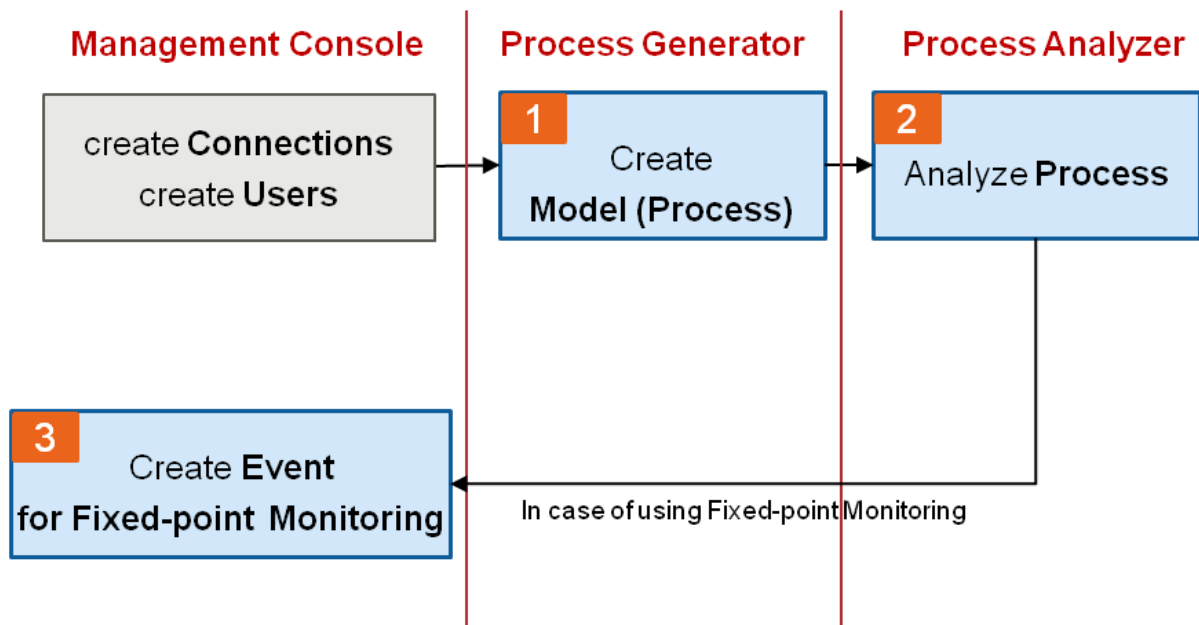 Management Console
Process Generator
Process Analyzer
create Connections
create Users
1
Create
Model (Process)
2
Analyze Process
3
Create Event
for Fixed-point Monitoring
In case of using Fixed-point Monitoring